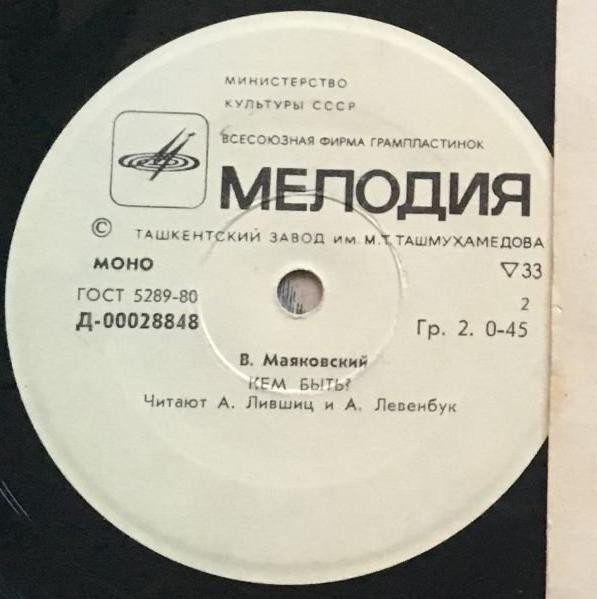 МИНИСТЕРСТВО
КУЛЬТУРЫ СССР
ВСЕСОЮЗНАЯ ФИРМА ГРАМПЛАСТИНОК
МЕЛОДИЯ
© ТАШКЕНТСКИЙ ЗАВОД ИМ. М.Т. ТАШМУХАМЕДОВА
МОНО ▽33
ГОСТ 5289-80 2
Д-00028848 Гр. 2. 0-45
В. Маяковский
КЕМ БЫТЬ?
Читают А. Лившиц и А. Левенбук